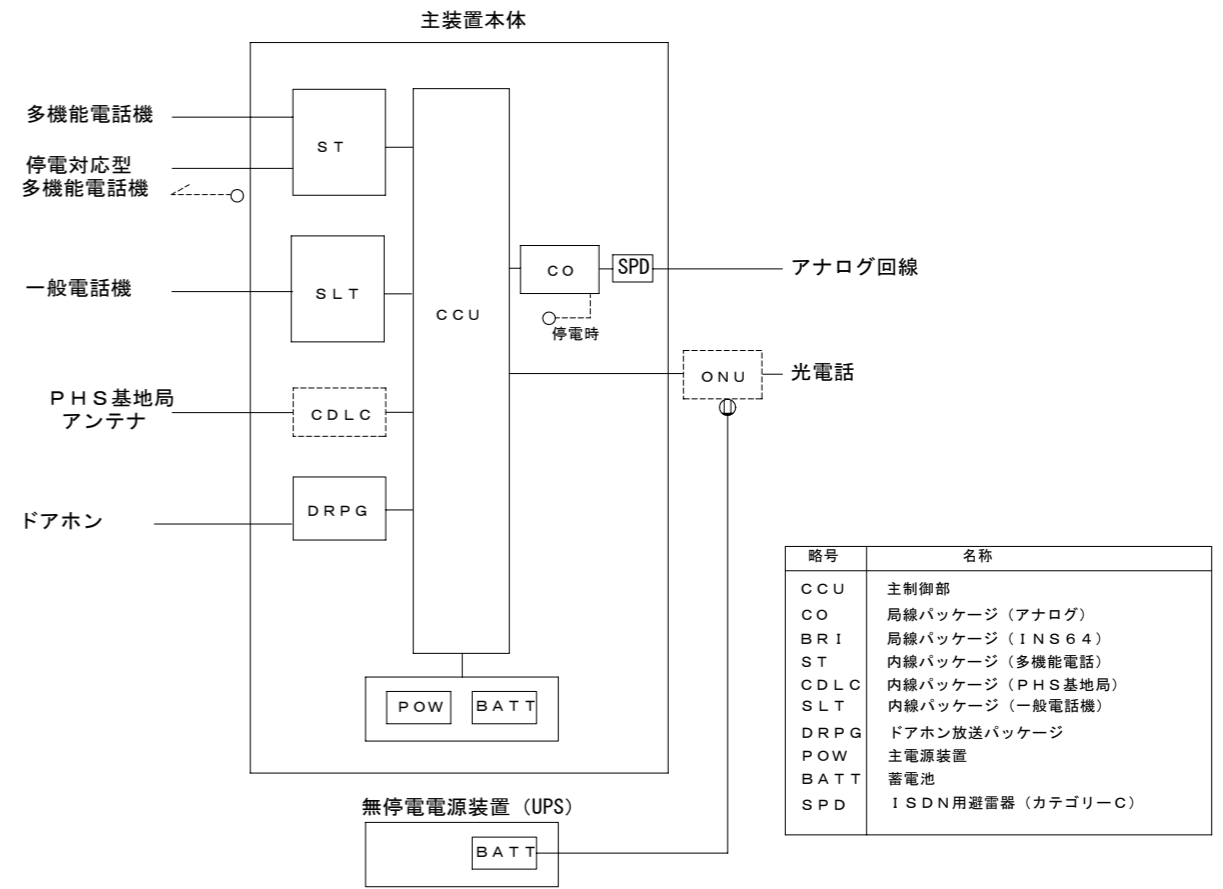 主装置本体
多機能電話機
停電対応型
多機能電話機
一般電話機
PHS基地局
アンテナ
ドアホン
ST
SLT
CDLC
DRPG
CCU
CO
SPD
停電時
アナログ回線
ONU
光電話
POW
BATT
無停電電源装置（UPS）
BATT
略号 名称
CCU 主制御部
CO 局線パッケージ（アナログ）
BRI 局線パッケージ（INS64）
ST 内線パッケージ（多機能電話）
CDLC 内線パッケージ（PHS基地局）
SLT 内線パッケージ（一般電話機）
DRPG ドアホン放送パッケージ
POW 主電源装置
BATT 蓄電池
SPD ISDN用避雷器（カテゴリーC）